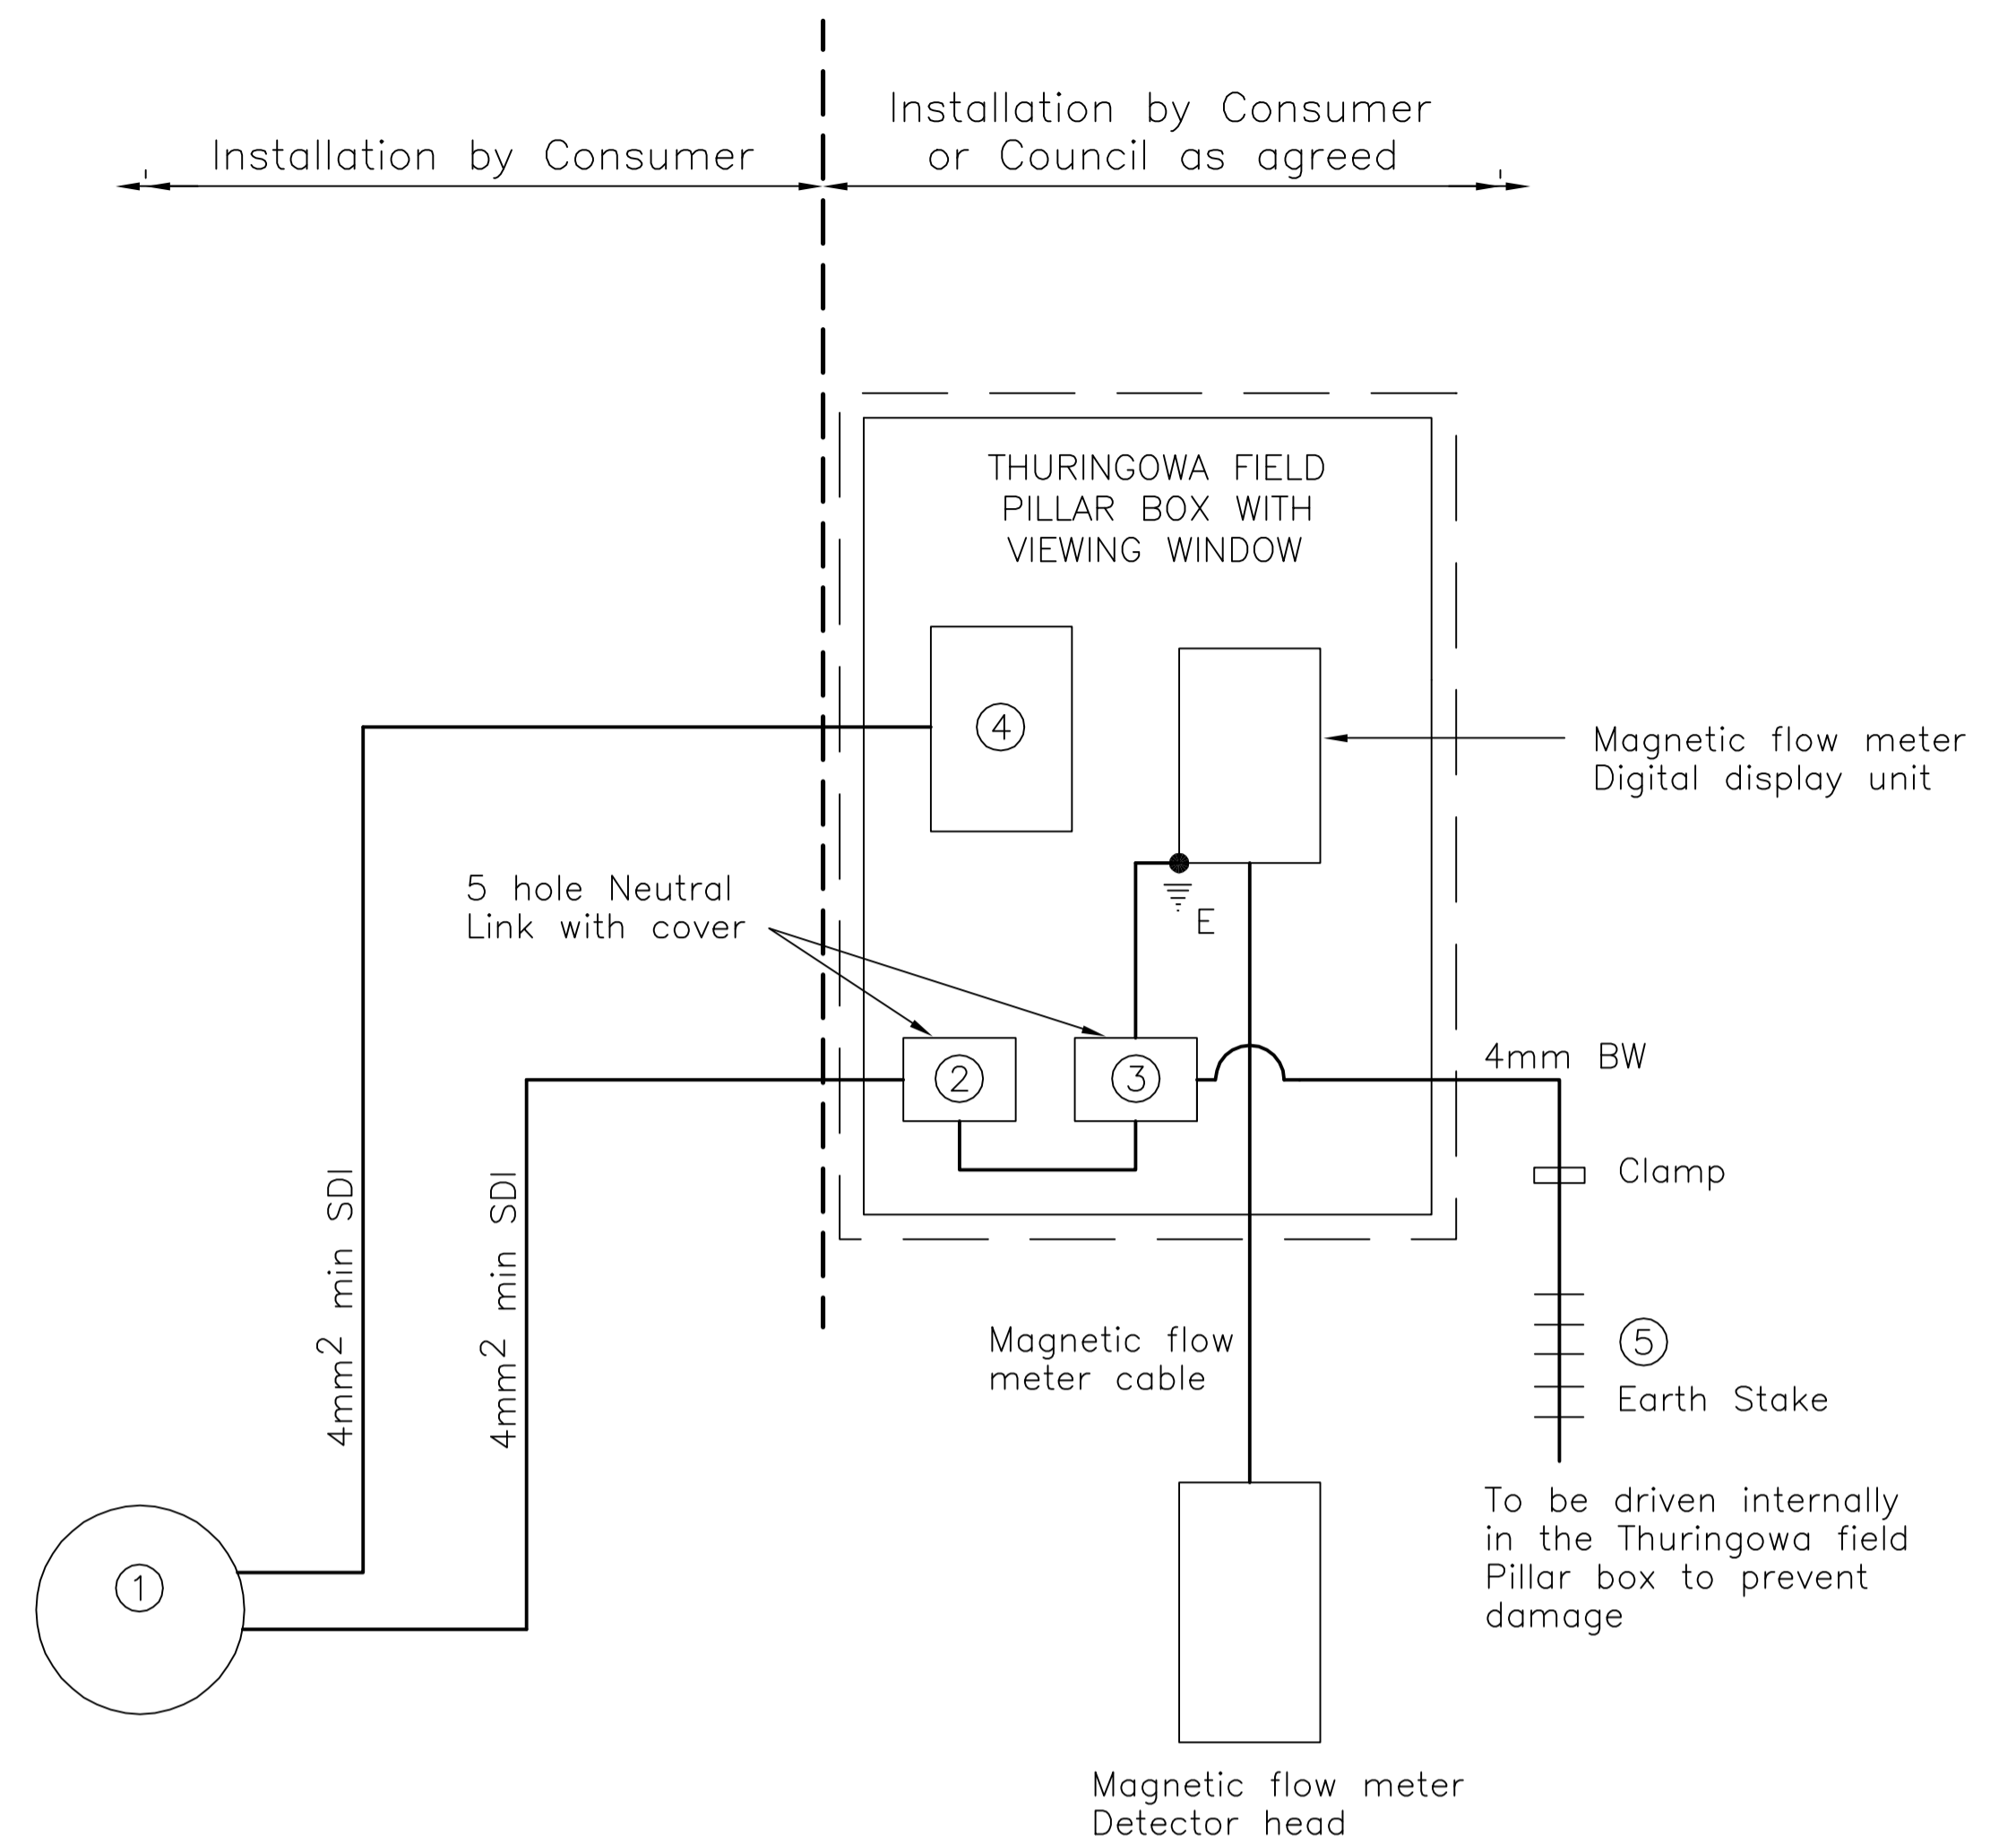 Installation by Consumer
Installation by Consumer
or Council as agreed
THURINGOWA FIELD
PILLAR BOX WITH
VIEWING WINDOW
4
Magnetic flow meter
Digital display unit
5 hole Neutral
Link with cover
E
2
3
4mm BW
Clamp
4mm2 min SDI
4mm2 min SDI
Magnetic flow
meter cable
5
Earth Stake
To be driven internally
in the Thuringowa field
Pillar box to prevent
damage
1
Magnetic flow meter
Detector head